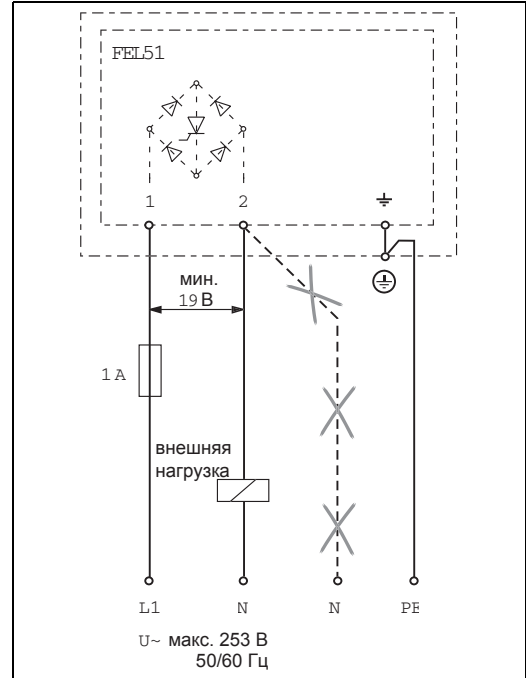 FEL51
1 2
мин.
19 В
1 A
внешняя
нагрузка
L1 N N PE
U~ макс. 253 В
50/60 Гц